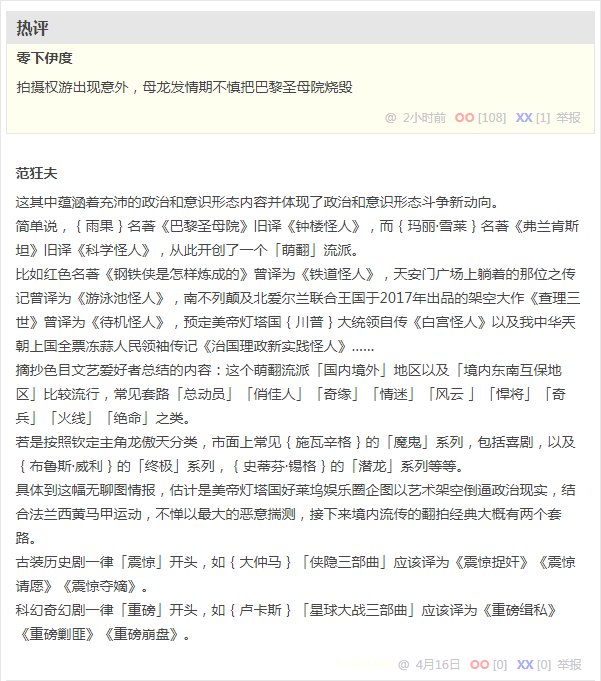 热评
零下伊度
拍摄权游出现意外，母龙发情期不慎把巴黎圣母院烧毁
@ 2小时前 OO [108] XX [1] 举报
范狂夫
这其中蕴涵着充沛的政治和意识形态内容并体现了政治和意识形态斗争新动向。
简单说，｛雨果｝名著《巴黎圣母院》旧译《钟楼怪人》，而｛玛丽·雪莱｝名著《弗兰肯斯
坦》旧译《科学怪人》，从此开创了一个「萌翻」流派。
比如红色名著《钢铁侠是怎样炼成的》曾译为《铁道怪人》，天安门广场上躺着的那位之传
记曾译为《游泳池怪人》，南不列颠及北爱尔兰联合王国于2017年出品的架空大作《查理三
世》曾译为《待机怪人》，预定美帝灯塔国｛川普｝大统领自传《白宫怪人》以及我中华天
朝上国全票冻蒜人民领袖传记《治国理政新实践怪人》......
摘抄色目文艺爱好者总结的内容：这个萌翻流派「国内境外」地区以及「境内东南互保地
区」比较流行，常见套路「总动员」「俏佳人」「奇缘」「情迷」「风云 」「悍将」「奇
兵」「火线」「绝命」之类。
若是按照钦定主角龙傲天分类，市面上常见｛施瓦辛格｝的「魔鬼」系列，包括喜剧，以及
｛布鲁斯·威利｝的「终极」系列，｛史蒂芬·锡格｝的「潜龙」系列等等。
具体到这幅无聊图情报，估计是美帝灯塔国好莱坞娱乐圈企图以艺术架空倒逼政治现实，结
合法兰西黄马甲运动，不惮以最大的恶意揣测，接下来境内流传的翻拍经典大概有两个套
路。
古装历史剧一律「震惊」开头，如｛大仲马｝「侠隐三部曲」应该译为《震惊捉奸》《震惊
请愿》《震惊夺嫡》。
科幻奇幻剧一律「重磅」开头，如｛卢卡斯｝「星球大战三部曲」应该译为《重磅缉私》
《重磅剿匪》《重磅崩盘》。
@ 4月16日 OO [0] XX [0] 举报